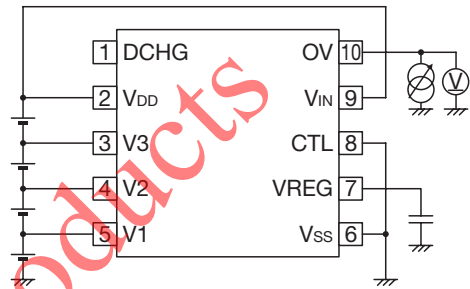 1 DCHG
2 VDD
3 V3
4 V2
5 V1
OV 10
VIN 9
CTL 8
VREG 7
VSS 6
V
oducts